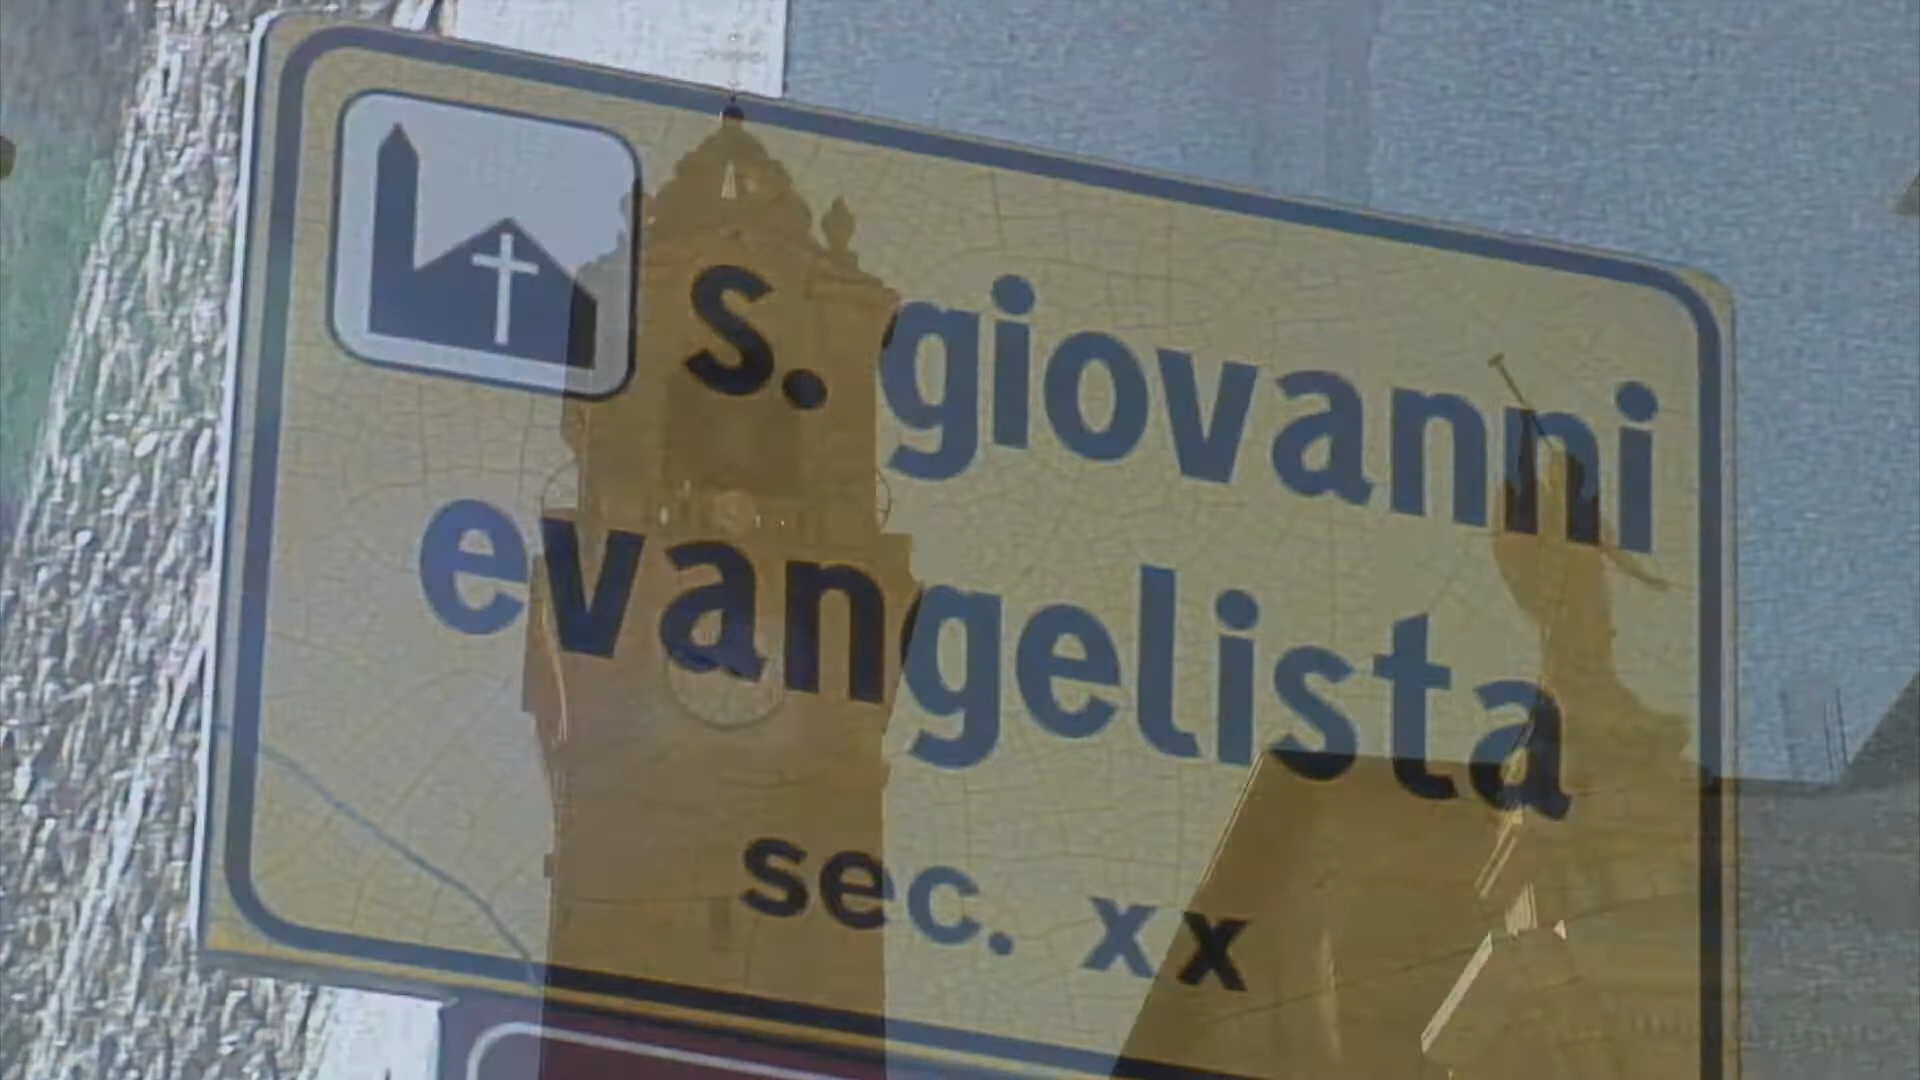 s. giovanni
evangelista
sec. xx